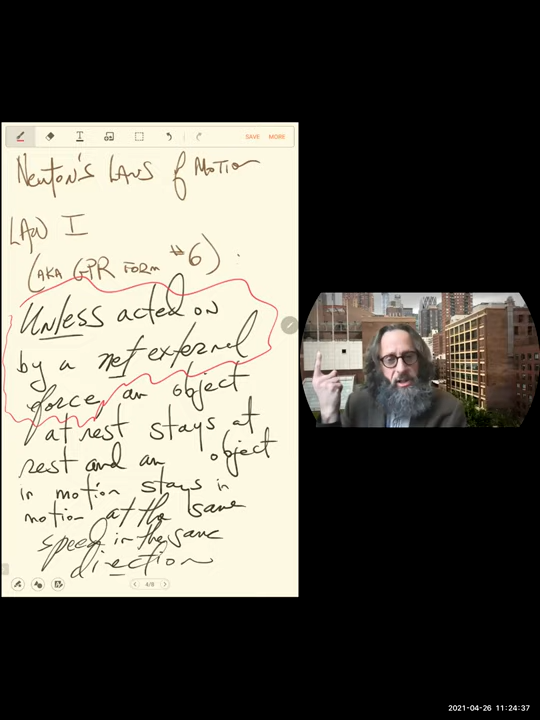 SAVE MORE
NEWTON'S LAWS of MOTION
LAW I
(AKA GPR FORM #6).
UNLESS acted on
by a net external
force, an object
at rest stays at
rest and an object
in motion stays in
motion at the same
speed in the same
direction
4/8
2021-04-26 11:24:37